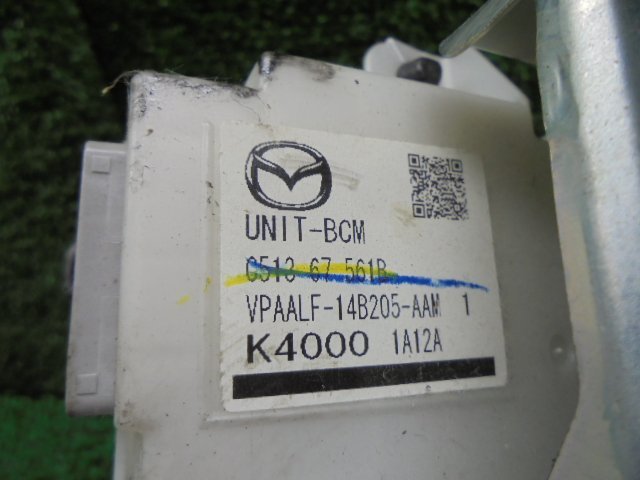 UNIT-BCM
C513 67 561B
VPAALF-14B205-AAM 1
K4000 1A12A